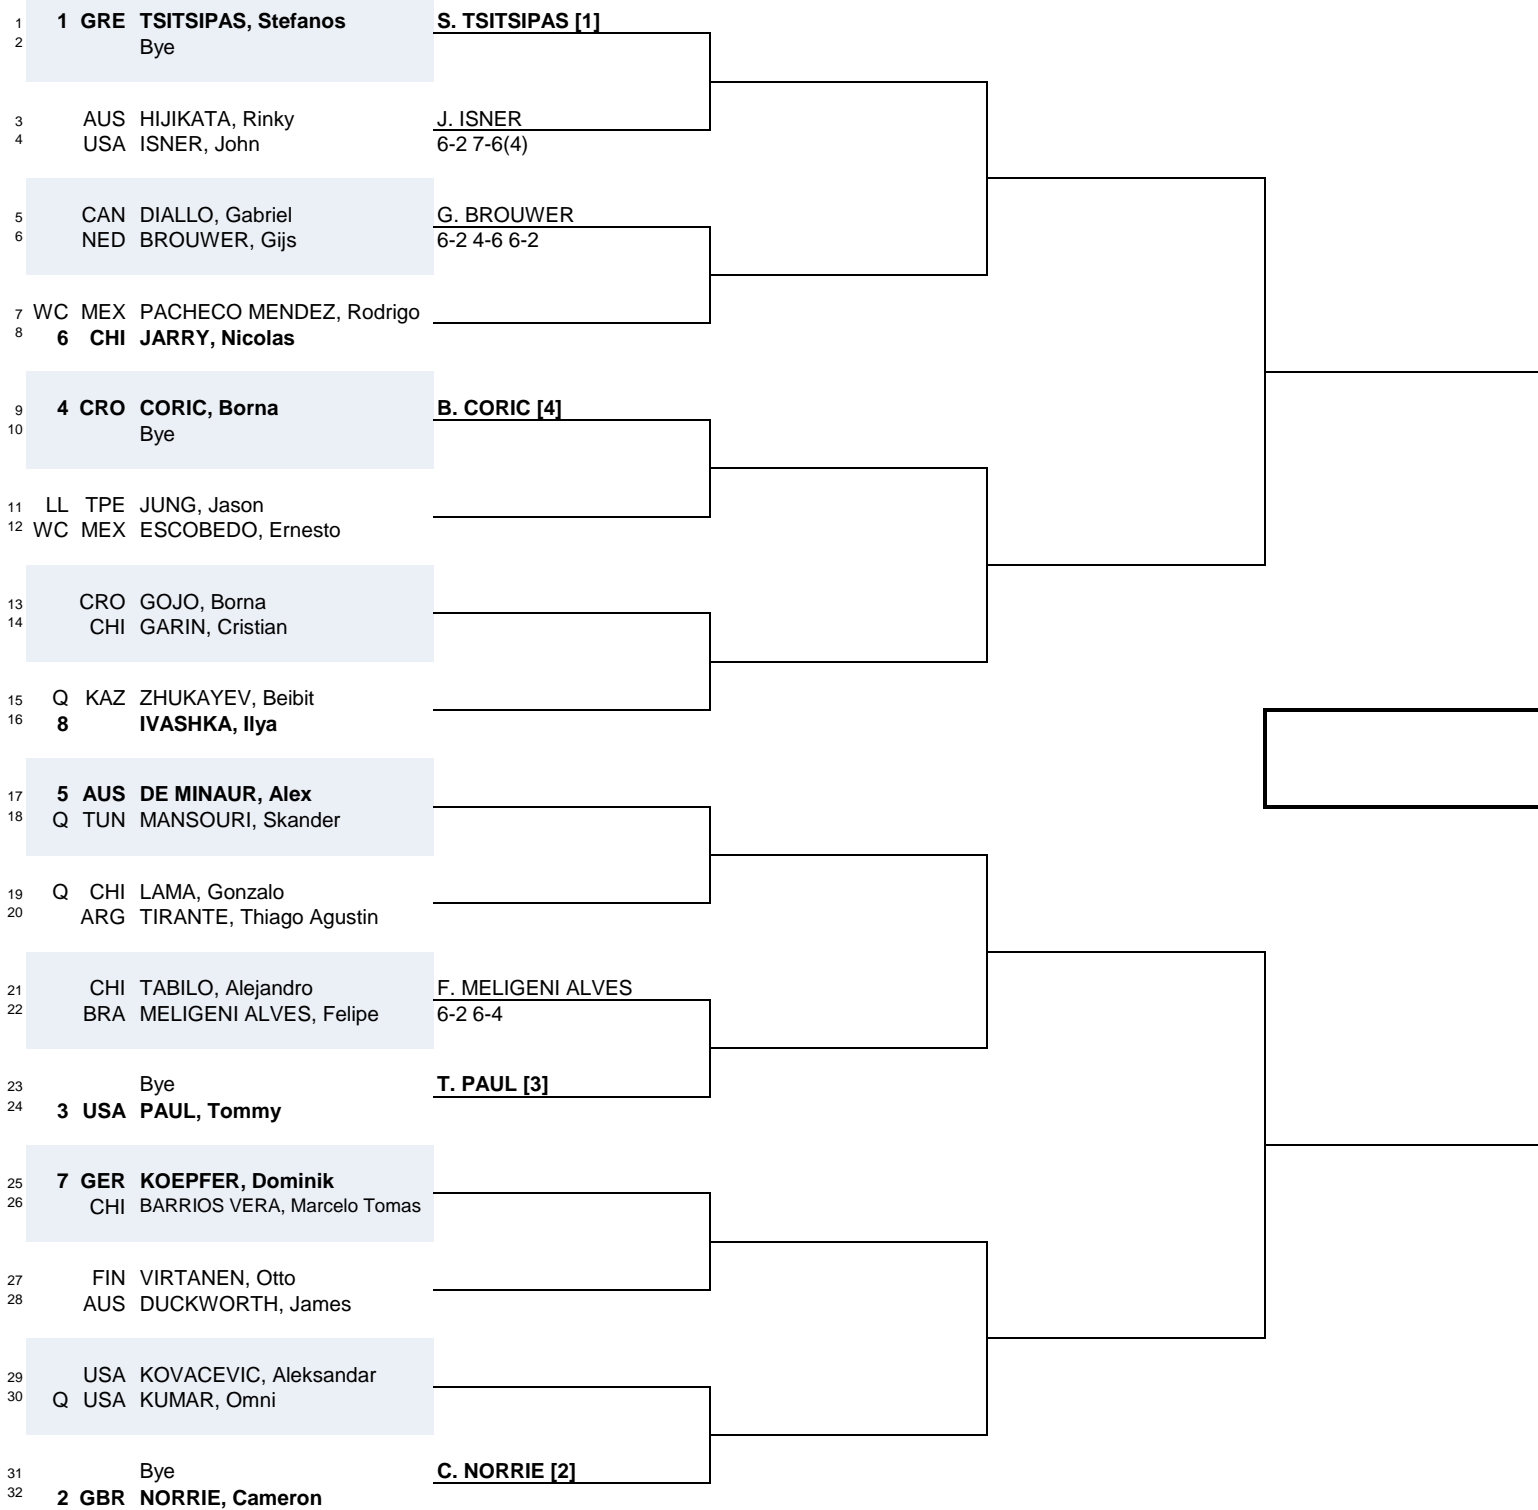 1 1 GRE TSITSIPAS, Stefanos S. TSITSIPAS [1]
2 Bye
3 AUS HIJIKATA, Rinky J. ISNER
4 USA ISNER, John 6-2 7-6(4)
5 CAN DIALLO, Gabriel G. BROUWER
6 NED BROUWER, Gijs 6-2 4-6 6-2
7 WC MEX PACHECO MENDEZ, Rodrigo
8 6 CHI JARRY, Nicolas
9 4 CRO CORIC, Borna B. CORIC [4]
10 Bye
11 LL TPE JUNG, Jason
12 WC MEX ESCOBEDO, Ernesto
13 CRO GOJO, Borna
14 CHI GARIN, Cristian
15 Q KAZ ZHUKAYEV, Beibit
16 8 IVASHKA, Ilya
17 5 AUS DE MINAUR, Alex
18 Q TUN MANSOURI, Skander
19 Q CHI LAMA, Gonzalo
20 ARG TIRANTE, Thiago Agustin
21 CHI TABILO, Alejandro F. MELIGENI ALVES
22 BRA MELIGENI ALVES, Felipe 6-2 6-4
23 Bye T. PAUL [3]
24 3 USA PAUL, Tommy
25 7 GER KOEPFER, Dominik
26 CHI BARRIOS VERA, Marcelo Tomas
27 FIN VIRTANEN, Otto
28 AUS DUCKWORTH, James
29 USA KOVACEVIC, Aleksandar
30 Q USA KUMAR, Omni
31 Bye C. NORRIE [2]
32 2 GBR NORRIE, Cameron